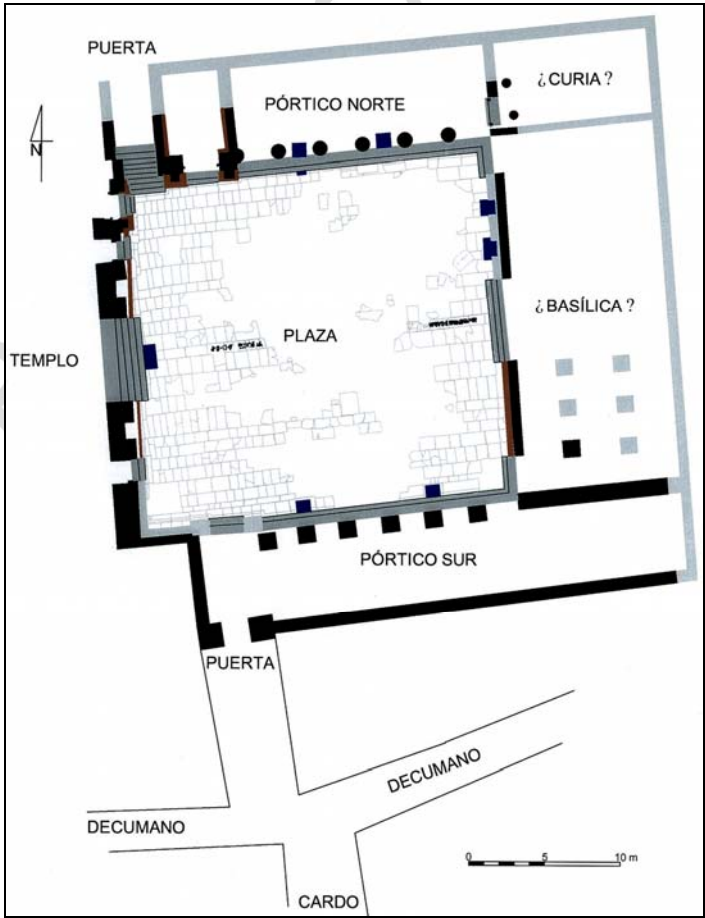 PUERTA
¿CURIA?
PÓRTICO NORTE
N
¿BASÍLICA?
PLAZA
TEMPLO
PÓRTICO SUR
PUERTA
DECUMANO
DECUMANO
CARDO
0 5 10 m